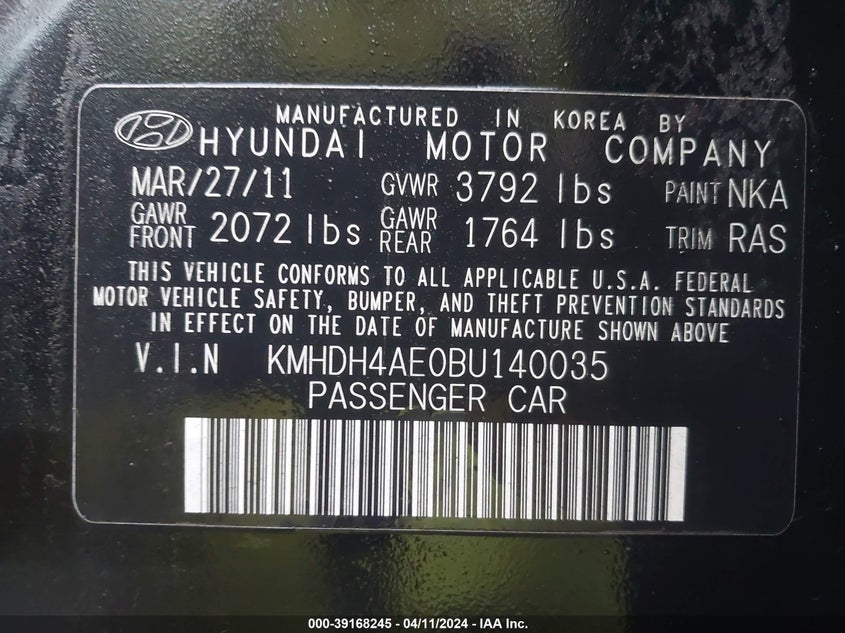 MANUFACTURED IN KOREA BY
HYUNDAI MOTOR COMPANY
MAR/27/11 GVWR 3792 lbs PAINT NKA
GAWR FRONT 2072 lbs GAWR REAR 1764 lbs TRIM RAS
THIS VEHICLE CONFORMS TO ALL APPLICABLE U.S.A. FEDERAL
MOTOR VEHICLE SAFETY, BUMPER, AND THEFT PREVENTION STANDARDS
IN EFFECT ON THE DATE OF MANUFACTURE SHOWN ABOVE
V.I.N KMHDH4AE0BU140035
PASSENGER CAR
000-39168245 - 04/11/2024 - IAA Inc.